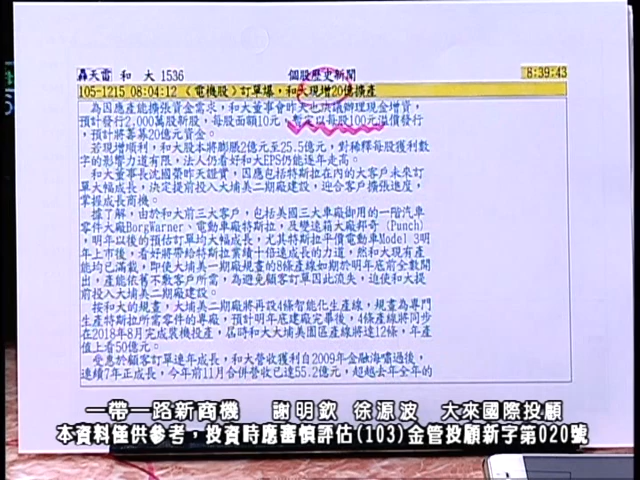 轟天雷 和 大 1536 個股歷史新聞 8:39:43
105-1215 08:04:12 《電機股》訂單爆，和大現增20億擴產
為因應產能擴張資金需求，和大董事會昨天也決議辦理現金增資，
預計發行2,000萬股新股，每股面額10元，暫定以每股100元溢價發行
，預計將籌募20億元資金。
若現增順利，和大股本將膨脹2億元至25.5億元，對稀釋每股獲利數
字的影響力道有限，法人仍看好和大EPS仍能逐年走高。
和大董事長沈國榮昨天證實，因應包括特斯拉在內的大客戶未來訂
單大幅成長，決定提前投入大埔美二期廠建設，迎合客戶擴張進度，
掌握成長商機。
據了解，由於和大前三大客戶，包括美國三大車廠御用的一階汽車
零件大廠BorgWarner、電動車廠特斯拉，及變速箱大廠邦奇（Punch）
，明年以後的預估訂單均大幅成長，尤其特斯拉平價電動車Model 3明
年上市後，看好將帶給特斯拉業績十倍速成長的力道，然和大現有產
能均已滿載，即使大埔美一期廠規畫的8條產線如期於明年底前全數開
出，產能依舊不敷客戶所需，為避免顧客訂單因此流失，迫使和大提
前投入大埔美二期廠建設。
按和大的規畫，大埔美二期廠將再設4條智能化生產線，規畫為專門
生產特斯拉所需零件的專廠，預計明年底建廠完畢後，4條產線將同步
在2018年8月完成裝機投產，屆時和大大埔美園區產線將達12條，年產
值上看50億元。
受惠於顧客訂單逐年成長，和大營收獲利自2009年金融海嘯過後，
連續7年正成長，今年前11月合併營收已達55.2億元，超越去年全年的
一帶一路新商機 謝明欽 徐源波 大來國際投顧
本資料僅供參考，投資時應審慎評估(103)金管投顧新字第020號